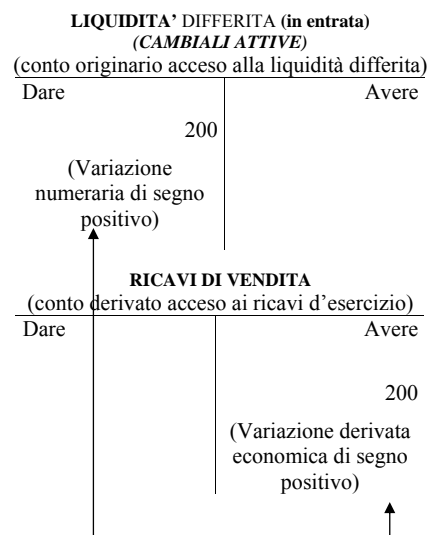 LIQUIDITA’ DIFFERITA (in entrata)
(CAMBIALI ATTIVE)
(conto originario acceso alla liquidità differita)
Dare Avere
200
(Variazione
numeraria di segno
positivo)
RICAVI DI VENDITA
(conto derivato acceso ai ricavi d’esercizio)
Dare Avere
200
(Variazione derivata
economica di segno
positivo)